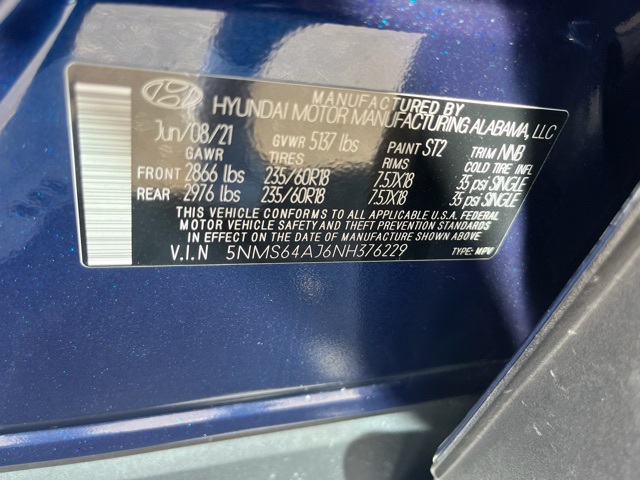 MANUFACTURED BY
HYUNDAI MOTOR MANUFACTURING ALABAMA, LLC
Jun/08/21 GVWR 5137 lbs PAINT ST2 TRIM NNB
GAWR TIRES RIMS COLD TIRE INFL
FRONT 2866 lbs 235/60R18 7.5JX18 35 psi SINGLE
REAR 2976 lbs 235/60R18 7.5JX18 35 psi SINGLE
THIS VEHICLE CONFORMS TO ALL APPLICABLE U.S.A. FEDERAL
MOTOR VEHICLE SAFETY AND THEFT PREVENTION STANDARDS
IN EFFECT ON THE DATE OF MANUFACTURE SHOWN ABOVE
V.I.N 5NMS64AJ6NH376229 TYPE: MPV